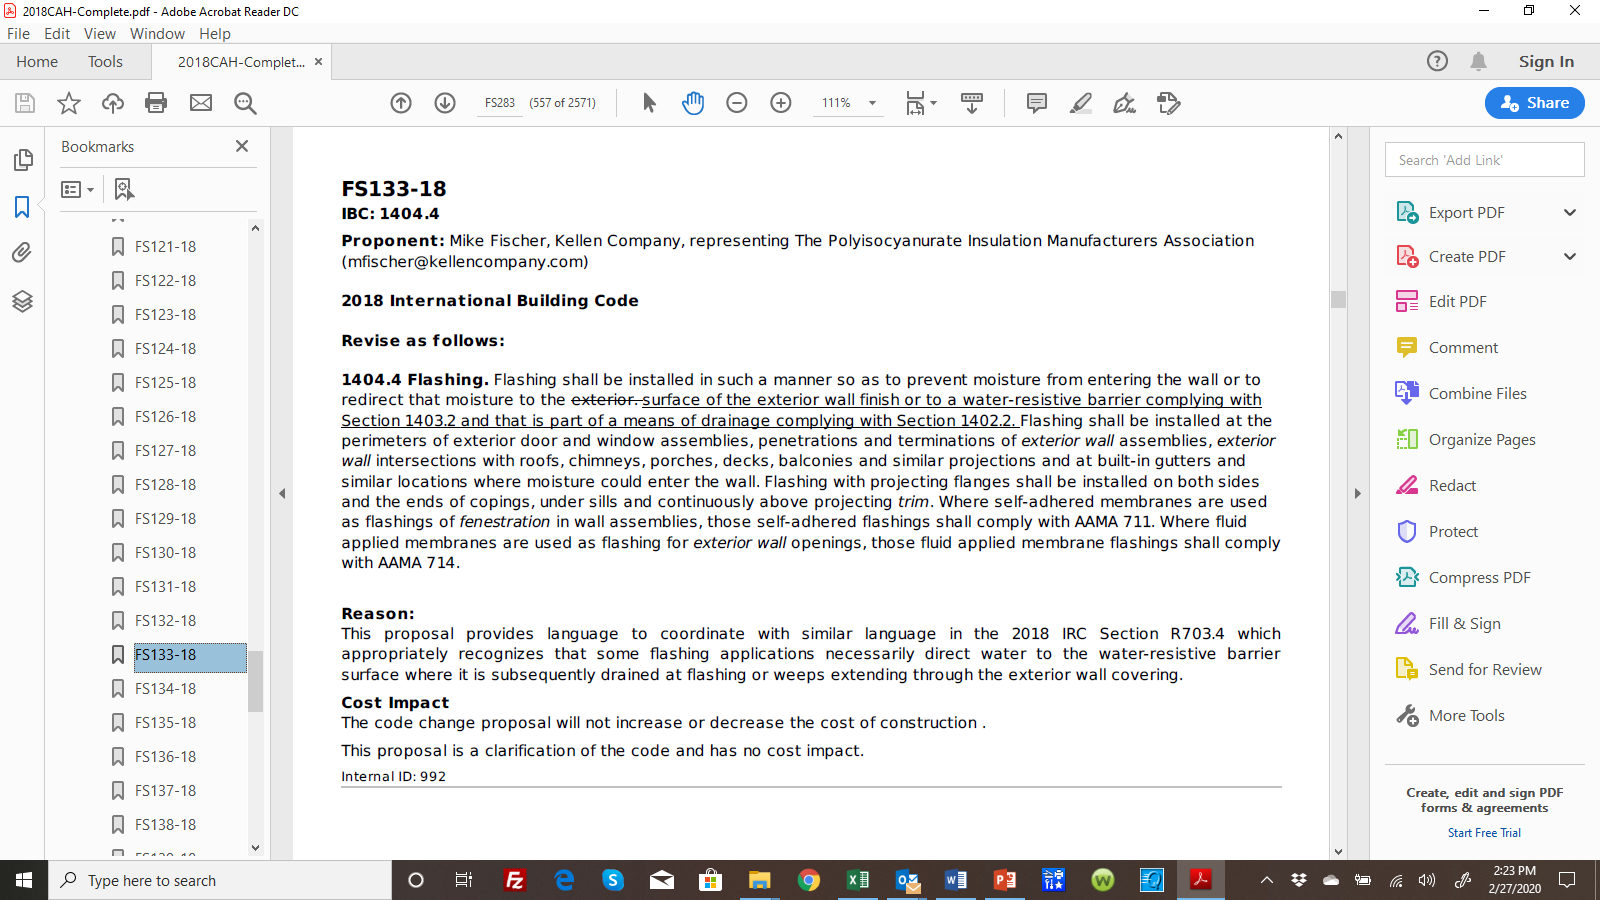 2018CAH-Complete.pdf - Adobe Acrobat Reader DC
File Edit View Window Help
Home Tools 2018CAH-Complet... ×
Sign In
FS283 (557 of 2571)
111%
Share
Bookmarks
FS121-18
FS122-18
FS123-18
FS124-18
FS125-18
FS126-18
FS127-18
FS128-18
FS129-18
FS130-18
FS131-18
FS132-18
FS133-18
FS134-18
FS135-18
FS136-18
FS137-18
FS138-18
FS133-18
IBC: 1404.4
Proponent: Mike Fischer, Kellen Company, representing The Polyisocyanurate Insulation Manufacturers Association
(mfischer@kellencompany.com)
2018 International Building Code
Revise as follows:
1404.4 Flashing. Flashing shall be installed in such a manner so as to prevent moisture from entering the wall or to
redirect that moisture to the exterior. surface of the exterior wall finish or to a water-resistive barrier complying with
Section 1403.2 and that is part of a means of drainage complying with Section 1402.2. Flashing shall be installed at the
perimeters of exterior door and window assemblies, penetrations and terminations of exterior wall assemblies, exterior
wall intersections with roofs, chimneys, porches, decks, balconies and similar projections and at built-in gutters and
similar locations where moisture could enter the wall. Flashing with projecting flanges shall be installed on both sides
and the ends of copings, under sills and continuously above projecting trim. Where self-adhered membranes are used
as flashings of fenestration in wall assemblies, those self-adhered flashings shall comply with AAMA 711. Where fluid
applied membranes are used as flashing for exterior wall openings, those fluid applied membrane flashings shall comply
with AAMA 714.
Reason:
This proposal provides language to coordinate with similar language in the 2018 IRC Section R703.4 which
appropriately recognizes that some flashing applications necessarily direct water to the water-resistive barrier
surface where it is subsequently drained at flashing or weeps extending through the exterior wall covering.
Cost Impact
The code change proposal will not increase or decrease the cost of construction .
This proposal is a clarification of the code and has no cost impact.
Internal ID: 992
Search 'Add Link'
Export PDF
Create PDF
Edit PDF
Comment
Combine Files
Organize Pages
Redact
Protect
Compress PDF
Fill & Sign
Send for Review
More Tools
Create, edit and sign PDF
forms & agreements
Start Free Trial
Type here to search
2:23 PM
2/27/2020